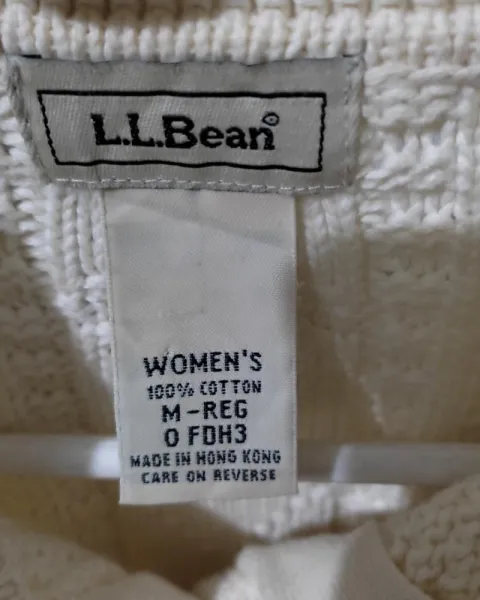 L.L.Bean®
WOMEN'S
100% COTTON
M-REG
0 FDH3
MADE IN HONG KONG
CARE ON REVERSE